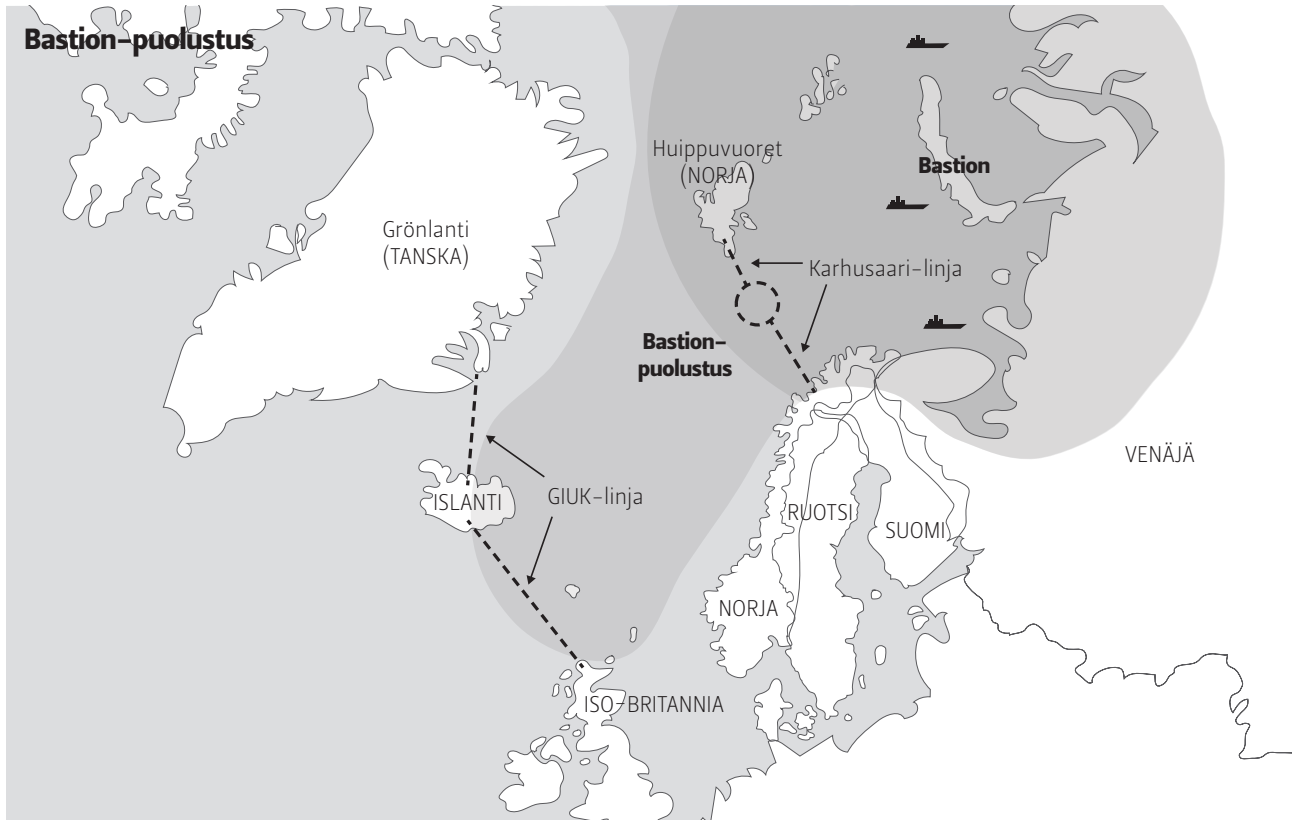 Bastion–puolustus
Huippuvuoret
(NORJA)
Bastion
Grönlanti
(TANSKA)
Karhusaari–linja
Bastion–
puolustus
VENÄJÄ
ISLANTI
GIUK–linja
RUOTSI
SUOMI
NORJA
ISO–BRITANNIA